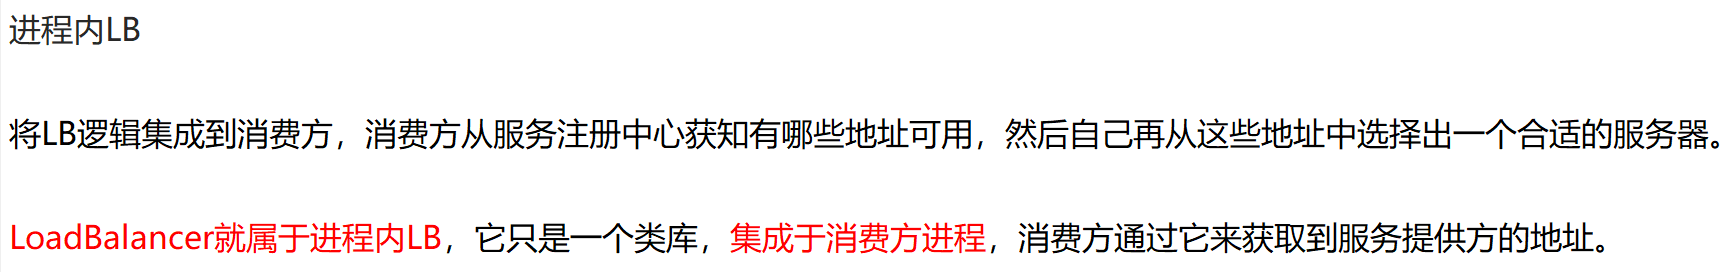 进程内LB
将LB逻辑集成到消费方，消费方从服务注册中心获知有哪些地址可用，然后自己再从这些地址中选择出一个合适的服务器。
LoadBalancer就属于进程内LB，它只是一个类库，集成于消费方进程，消费方通过它来获取到服务提供方的地址。